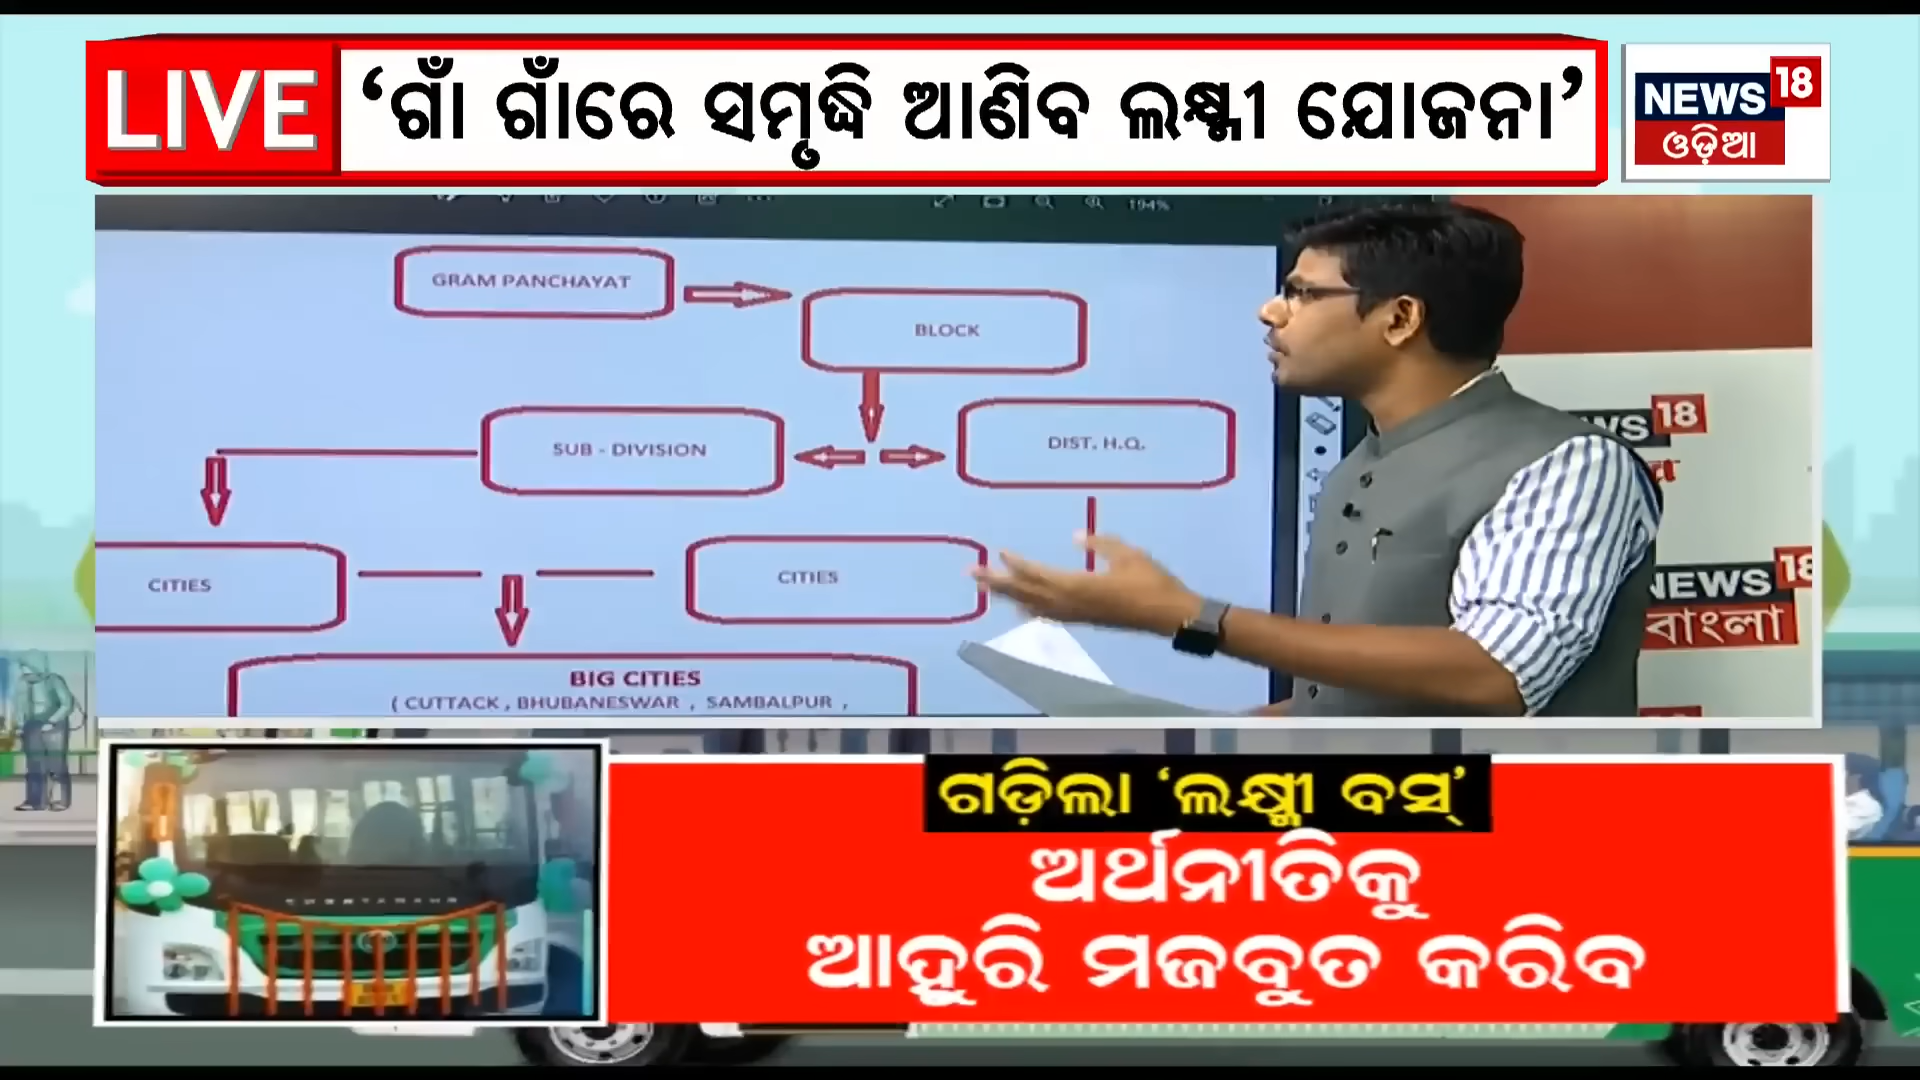 LIVE
‘ଗାଁ ଗାଁରେ ସମୃଦ୍ଧି ଆଣିବ ଲକ୍ଷ୍ମୀ ଯୋଜନା’
NEWS 18
ଓଡ଼ିଆ
194%
GRAM PANCHAYAT
BLOCK
SUB - DIVISION
DIST. H.Q.
CITIES
CITIES
BIG CITIES
( CUTTACK , BHUBANESWAR , SAMBALPUR ,
18
NEWS 18
বাংলা
ଗଡ଼ିଲା ‘ଲକ୍ଷ୍ମୀ ବସ୍’
ଅର୍ଥନୀତିକୁ
ଆହୁରି ମଜବୁତ କରିବ